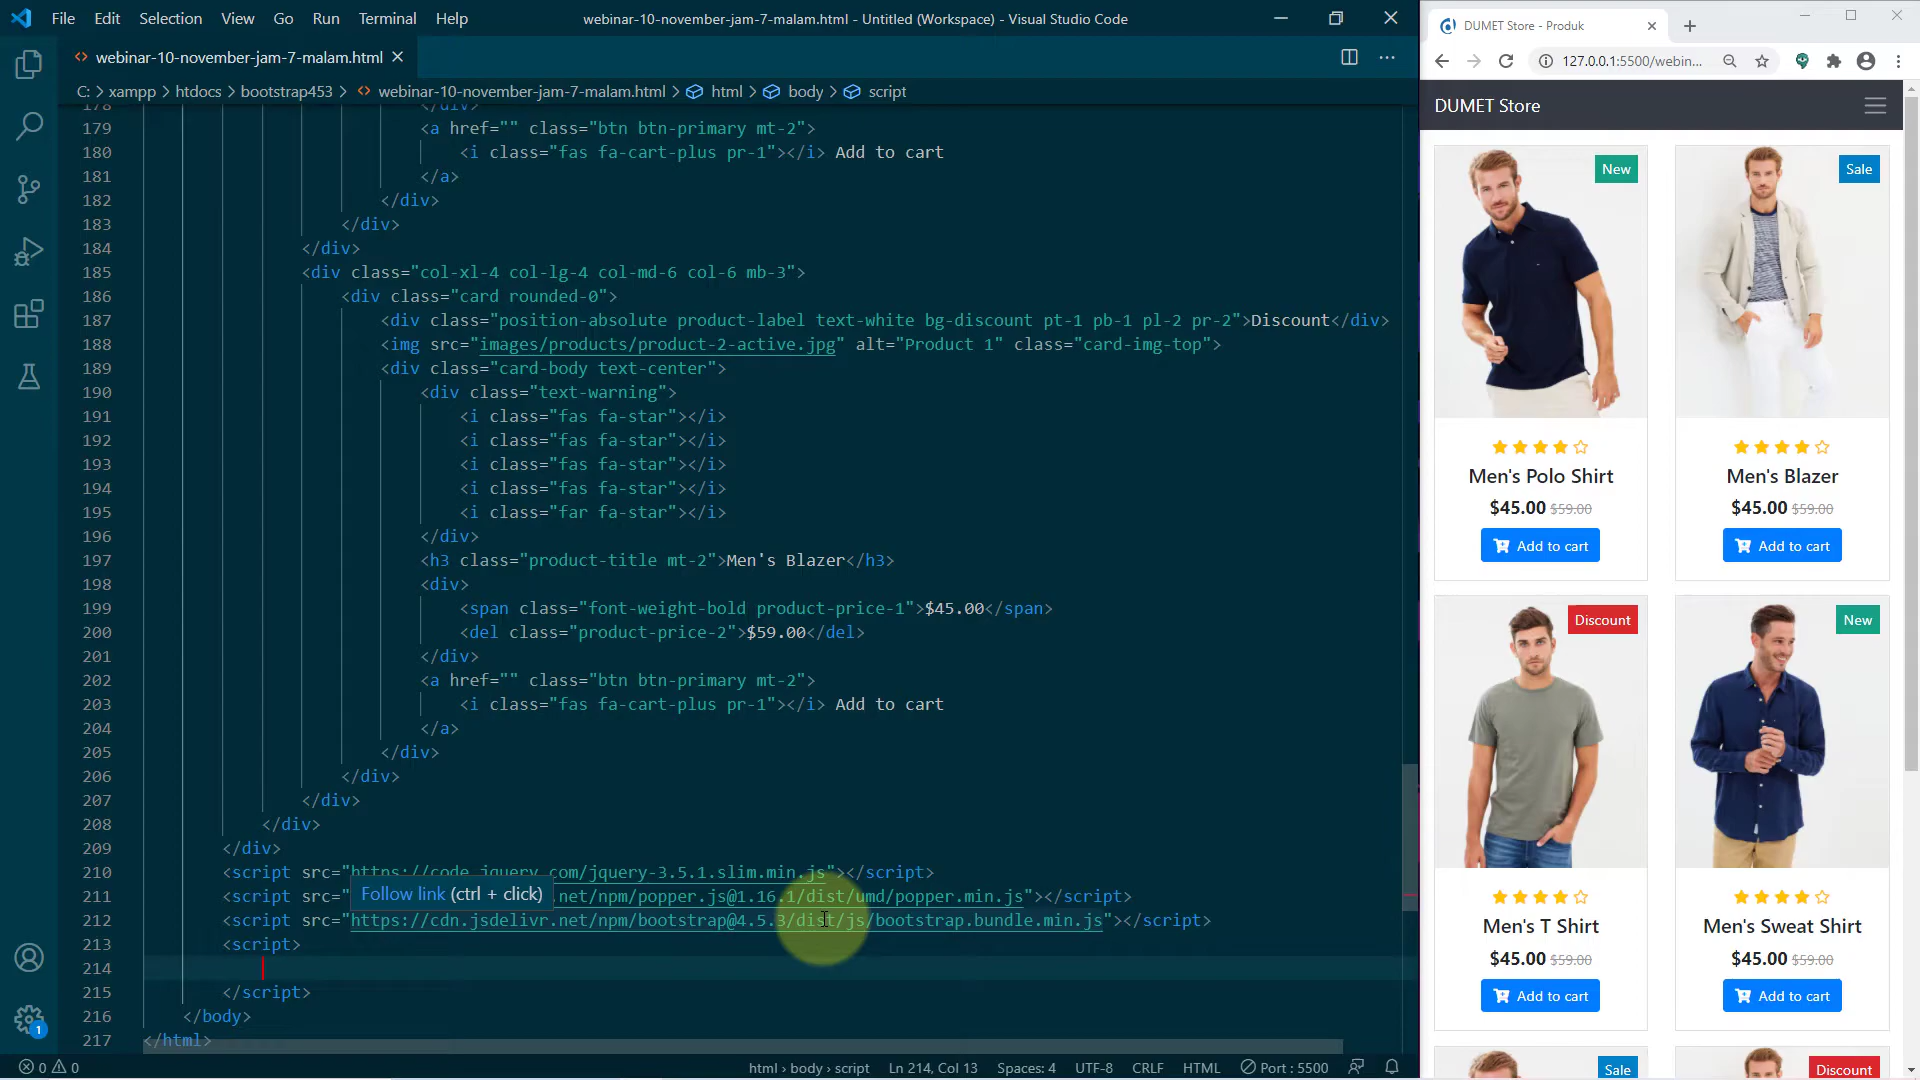 File Edit Selection View Go Run Terminal Help
webinar-10-november-jam-7-malam.html - Untitled (Workspace) - Visual Studio Code
webinar-10-november-jam-7-malam.html
C: > xampp > htdocs > bootstrap453 > webinar-10-november-jam-7-malam.html > html > body > script
178 </div>
179 <a href="" class="btn btn-primary mt-2">
180 <i class="fas fa-cart-plus pr-1"></i> Add to cart
181 </a>
182 </div>
183 </div>
184 </div>
185 <div class="col-xl-4 col-lg-4 col-md-6 col-6 mb-3">
186 <div class="card rounded-0">
187 <div class="position-absolute product-label text-white bg-discount pt-1 pb-1 pl-2 pr-2">Discount</div>
188 <img src="images/products/product-2-active.jpg" alt="Product 1" class="card-img-top">
189 <div class="card-body text-center">
190 <div class="text-warning">
191 <i class="fas fa-star"></i>
192 <i class="fas fa-star"></i>
193 <i class="fas fa-star"></i>
194 <i class="fas fa-star"></i>
195 <i class="far fa-star"></i>
196 </div>
197 <h3 class="product-title mt-2">Men's Blazer</h3>
198 <div>
199 <span class="font-weight-bold product-price-1">$45.00</span>
200 <del class="product-price-2">$59.00</del>
201 </div>
202 <a href="" class="btn btn-primary mt-2">
203 <i class="fas fa-cart-plus pr-1"></i> Add to cart
204 </a>
205 </div>
206 </div>
207 </div>
208 </div>
209 </div>
210 <script src="https://code.jquery.com/jquery-3.5.1.slim.min.js"></script>
211 <script src=" .net/npm/popper.js@1.16.1/dist/umd/popper.min.js"></script>
Follow link (ctrl + click)
212 <script src="https://cdn.jsdelivr.net/npm/bootstrap@4.5.3/dist/js/bootstrap.bundle.min.js"></script>
213 <script>
214
215 </script>
216 </body>
217 </html>
1
0 0
html > body > script Ln 214, Col 13 Spaces: 4 UTF-8 CRLF HTML Port : 5500
DUMET Store - Produk
127.0.0.1:5500/webin...
DUMET Store
New
Sale
Men's Polo Shirt
$45.00 $59.00
Add to cart
Men's Blazer
$45.00 $59.00
Add to cart
Discount
New
Men's T Shirt
$45.00 $59.00
Add to cart
Men's Sweat Shirt
$45.00 $59.00
Add to cart
Sale
Discount